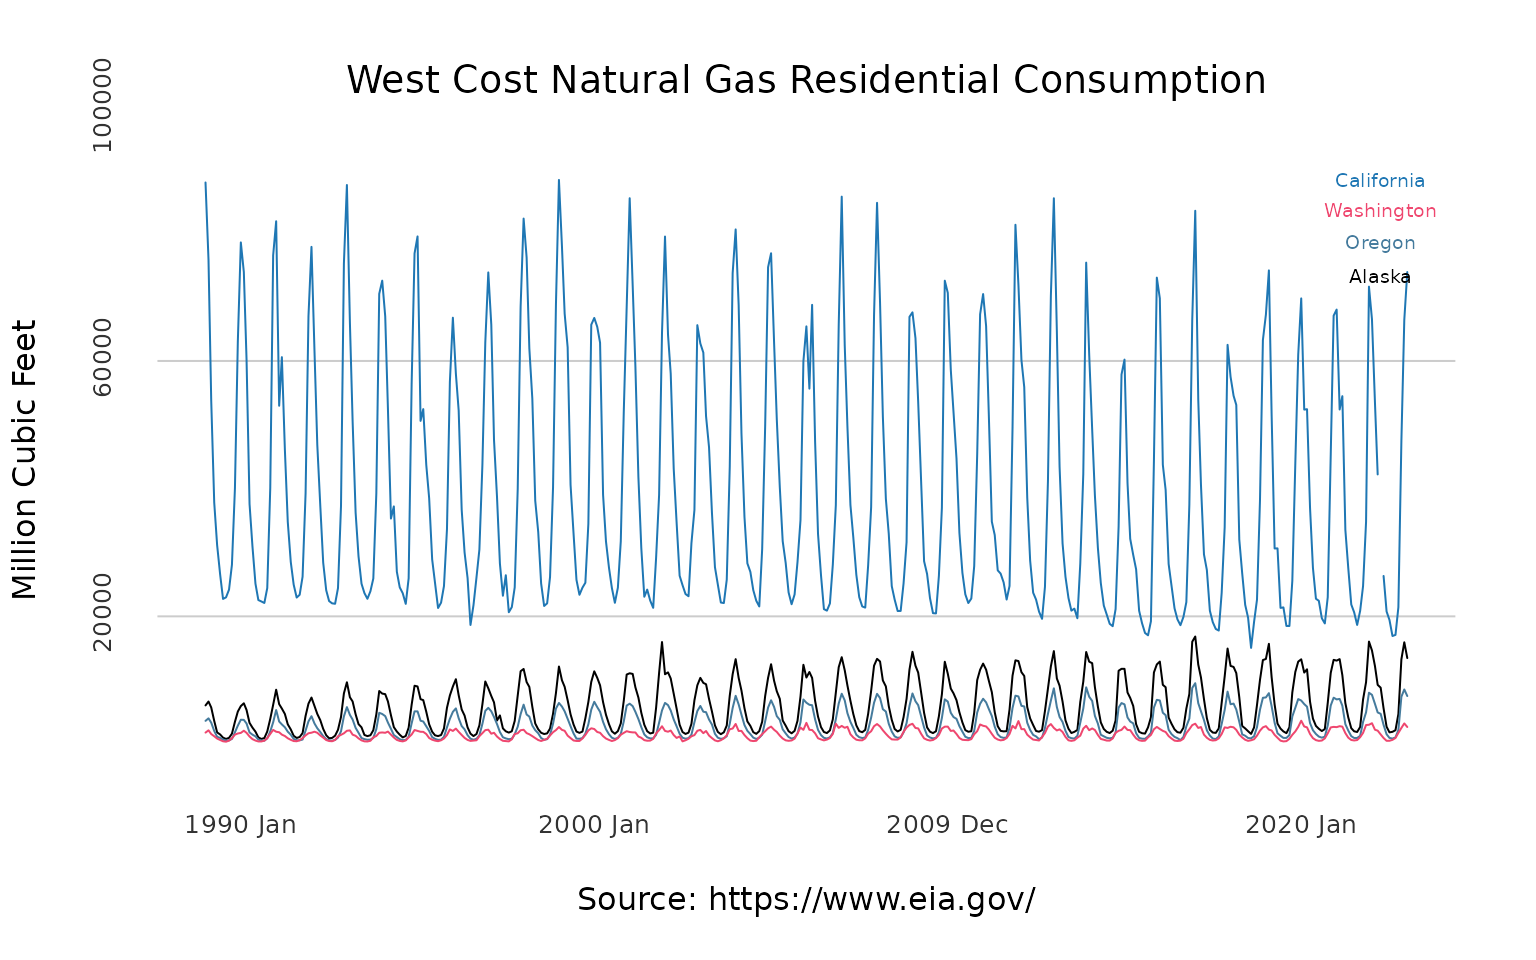 West Cost Natural Gas Residential Consumption
Million Cubic Feet
100000
60000
20000
California
Washington
Oregon
Alaska
1990 Jan
2000 Jan
2009 Dec
2020 Jan
Source: https://www.eia.gov/